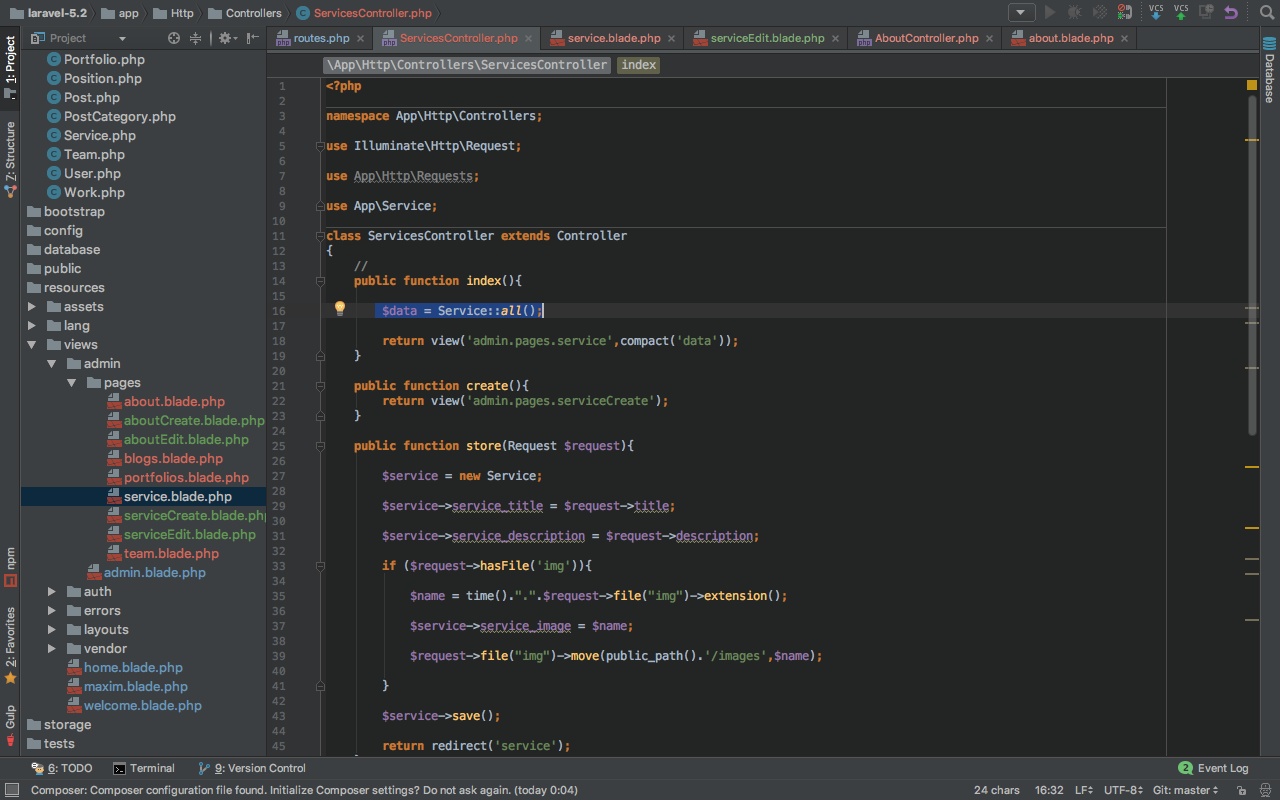 laravel-5.2 app Http Controllers ServicesController.php
VCS VCS
Project
routes.php ServicesController.php service.blade.php serviceEdit.blade.php AboutController.php about.blade.php
1: Project
7: Structure
npm
2: Favorites
Gulp
Portfolio.php
Position.php
Post.php
PostCategory.php
Service.php
Team.php
User.php
Work.php
bootstrap
config
database
public
resources
assets
lang
views
admin
pages
about.blade.php
aboutCreate.blade.php
aboutEdit.blade.php
blogs.blade.php
portfolios.blade.php
service.blade.php
serviceCreate.blade.php
serviceEdit.blade.php
team.blade.php
admin.blade.php
auth
errors
layouts
vendor
home.blade.php
maxim.blade.php
welcome.blade.php
storage
tests
\App\Http\Controllers\ServicesController index
1 <?php
2
3 namespace App\Http\Controllers;
4
5 use Illuminate\Http\Request;
6
7 use App\Http\Requests;
8
9 use App\Service;
10
11 class ServicesController extends Controller
12 {
13 //
14 public function index(){
15
16 $data = Service::all();
17
18 return view('admin.pages.service',compact('data'));
19 }
20
21 public function create(){
22 return view('admin.pages.serviceCreate');
23 }
24
25 public function store(Request $request){
26
27 $service = new Service;
28
29 $service->service_title = $request->title;
30
31 $service->service_description = $request->description;
32
33 if ($request->hasFile('img')){
34
35 $name = time().".".$request->file("img")->extension();
36
37 $service->service_image = $name;
38
39 $request->file("img")->move(public_path().'/images',$name);
40
41 }
42
43 $service->save();
44
45 return redirect('service');
Database
6: TODO Terminal 9: Version Control 2 Event Log
Composer: Composer configuration file found. Initialize Composer settings? Do not ask again. (today 0:04) 24 chars 16:32 LF UTF-8 Git: master